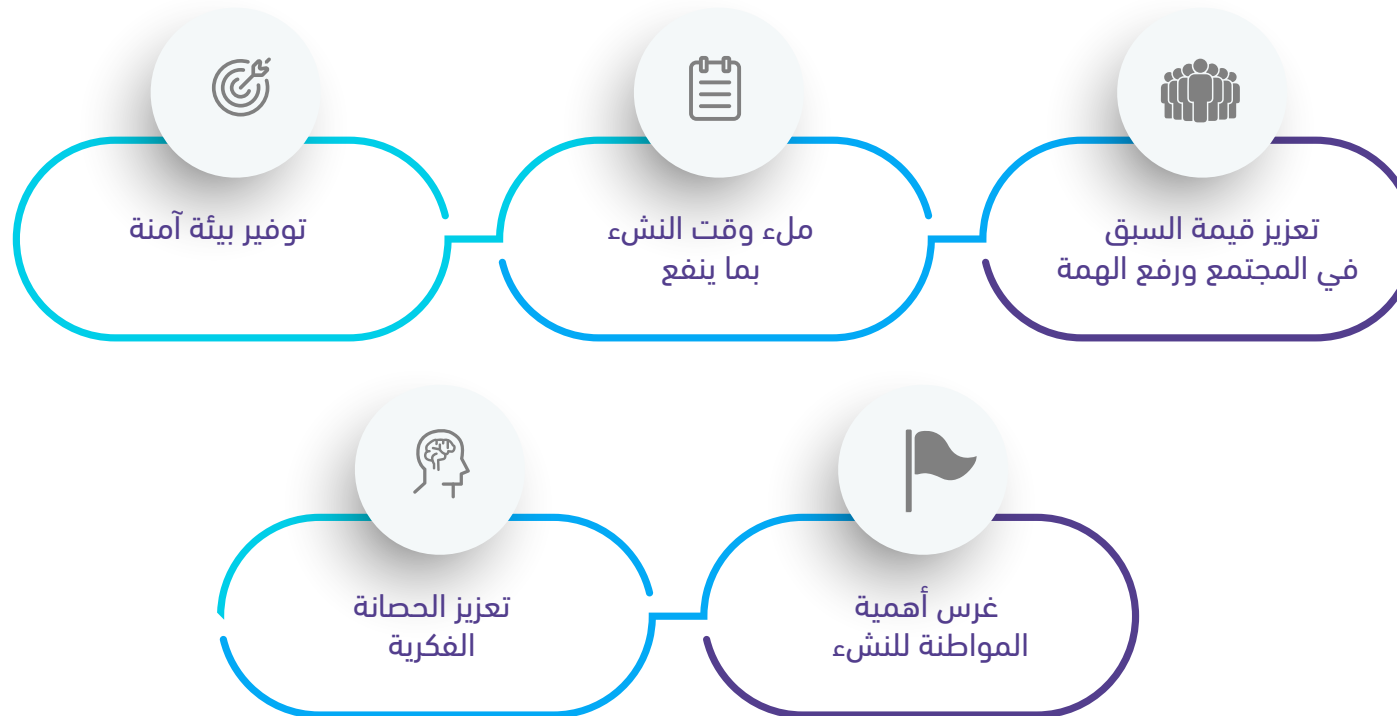 تعزيز قيمة السبق
في المجتمع ورفع الهمة
ملء وقت النشء
بما ينفع
توفير بيئة آمنة
غرس أهمية
المواطنة للنشء
تعزيز الحصانة
الفكرية